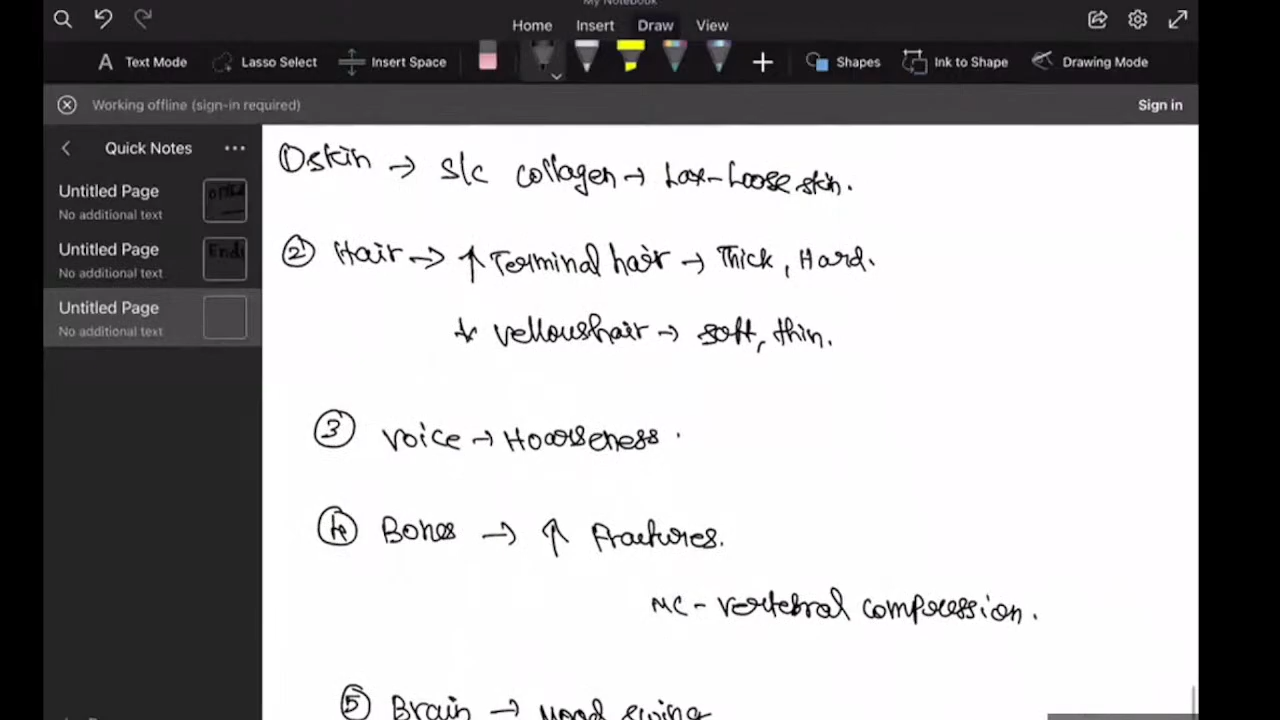 My Notebook
Home Insert Draw View
Text Mode Lasso Select Insert Space Shapes Ink to Shape Drawing Mode
Working offline (sign-in required) Sign in
Quick Notes
Untitled Page
No additional text
Untitled Page
No additional text
Untitled Page
No additional text
① skin → s/c collagen → Lax-Loose skin.
② Hair → ↑ Terminal hair → Thick, Hard.
↓ vellous hair → soft, thin.
③ voice → Hoarseness.
④ Bones → ↑ Fractures.
MC - vertebral compression.
⑤ Brain → Mood swing